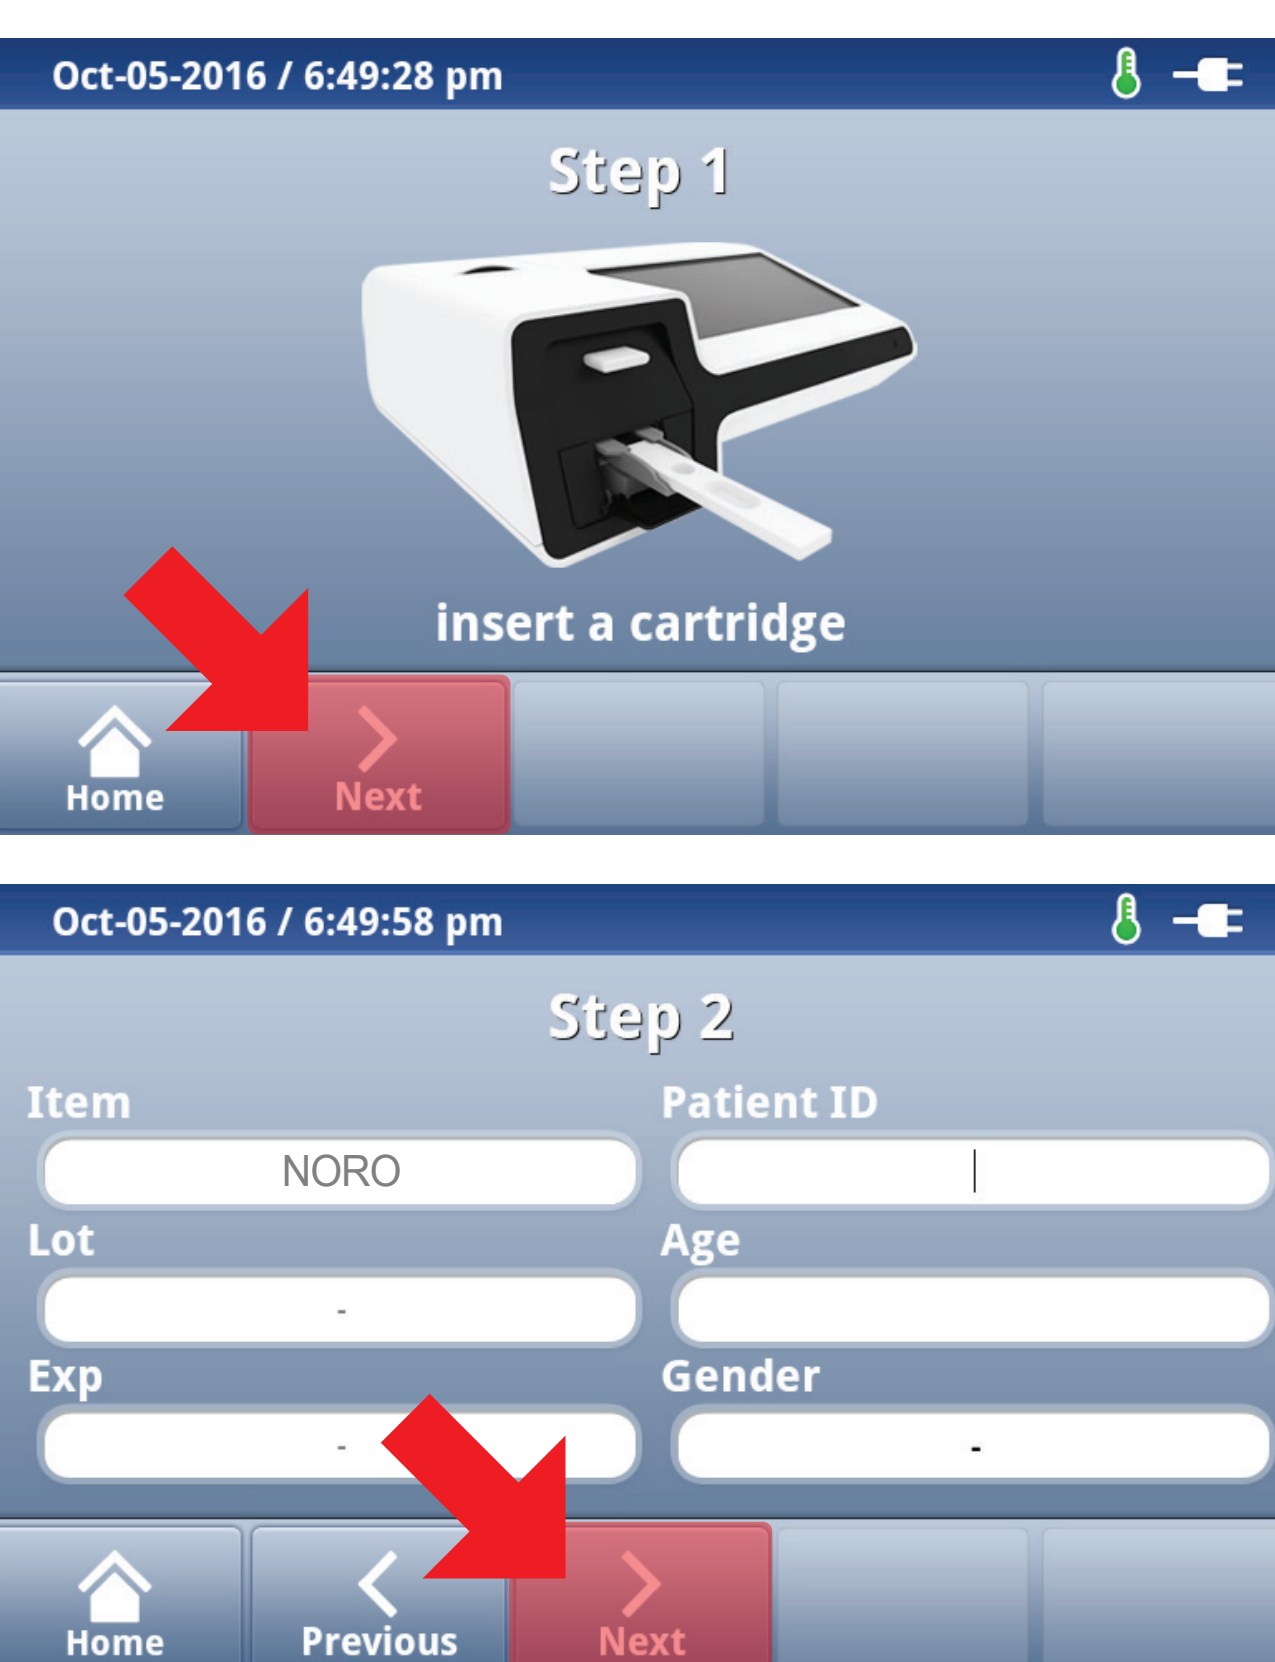 Oct-05-2016 / 6:49:28 pm
Step 1
insert a cartridge
Home
Next
Oct-05-2016 / 6:49:58 pm
Step 2
Item
Patient ID
NORO
Lot
Age
-
Exp
Gender
-
-
Home
Previous
Next